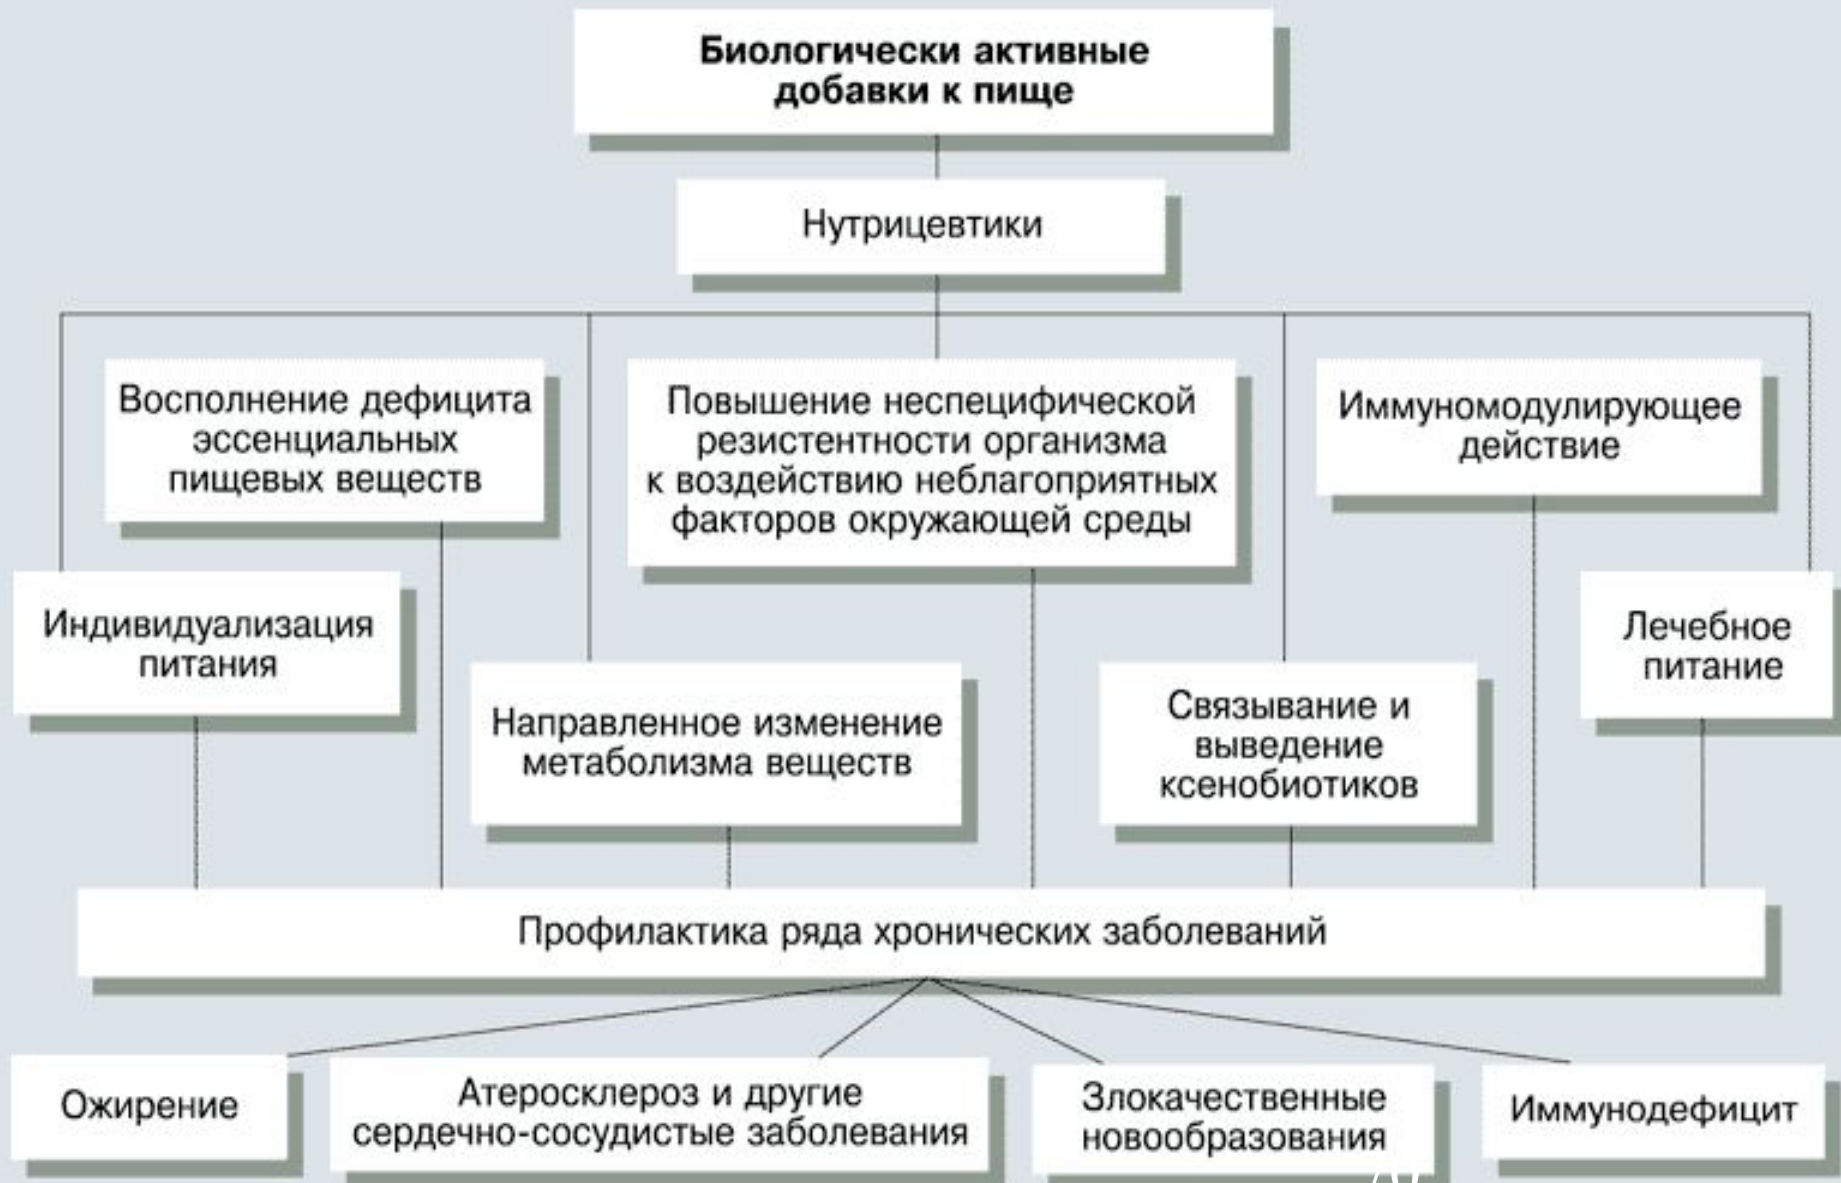 Биологически активные
добавки к пище
Нутрицевтики
Восполнение дефицита
эссенциальных
пищевых веществ
Повышение неспецифической
резистентности организма
к воздействию неблагоприятных
факторов окружающей среды
Иммуномодулирующее
действие
Индивидуализация
питания
Направленное изменение
метаболизма веществ
Связывание и
выведение
ксенобиотиков
Лечебное
питание
Профилактика ряда хронических заболеваний
Ожирение
Атеросклероз и другие
сердечно-сосудистые заболевания
Злокачественные
новообразования
Иммунодефицит